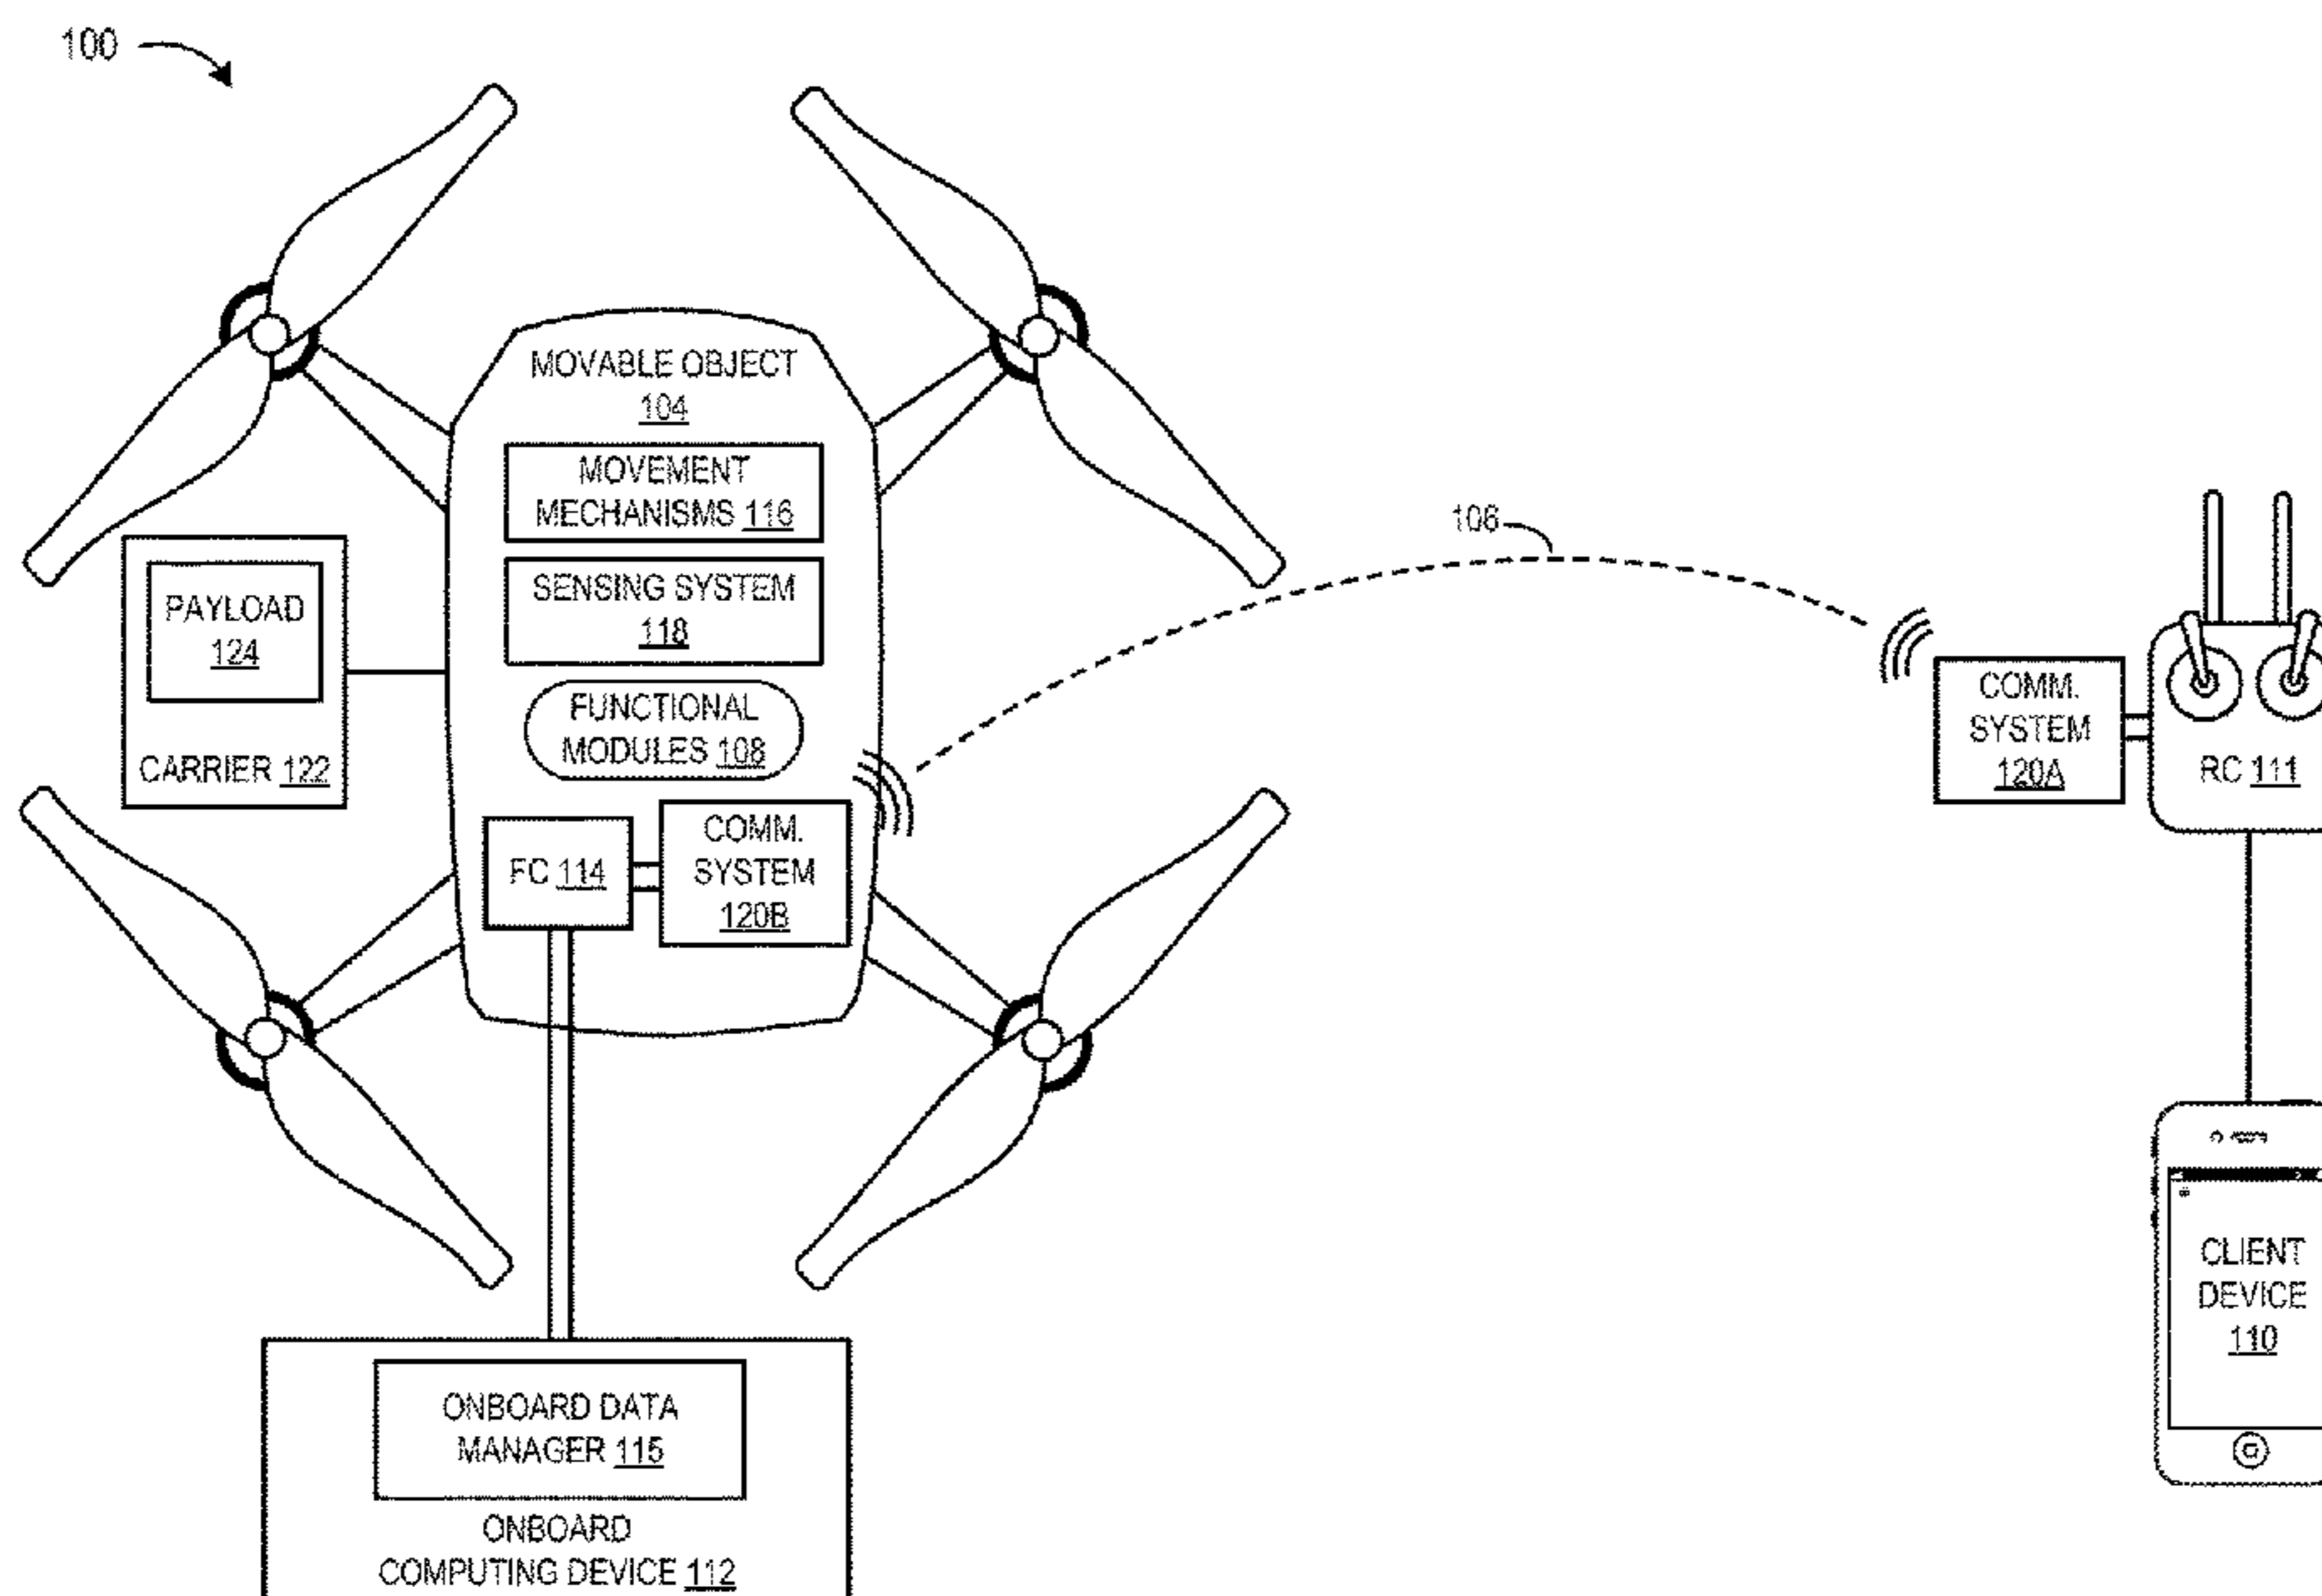 100
MOVABLE OBJECT
104
MOVEMENT
MECHANISMS 116
SENSING SYSTEM
118
FUNCTIONAL
MODULES 108
FC 114
COMM.
SYSTEM
120B
PAYLOAD
124
CARRIER 122
106
COMM.
SYSTEM
120A
RC 111
CLIENT
DEVICE
110
ONBOARD DATA
MANAGER 115
ONBOARD
COMPUTING DEVICE 112